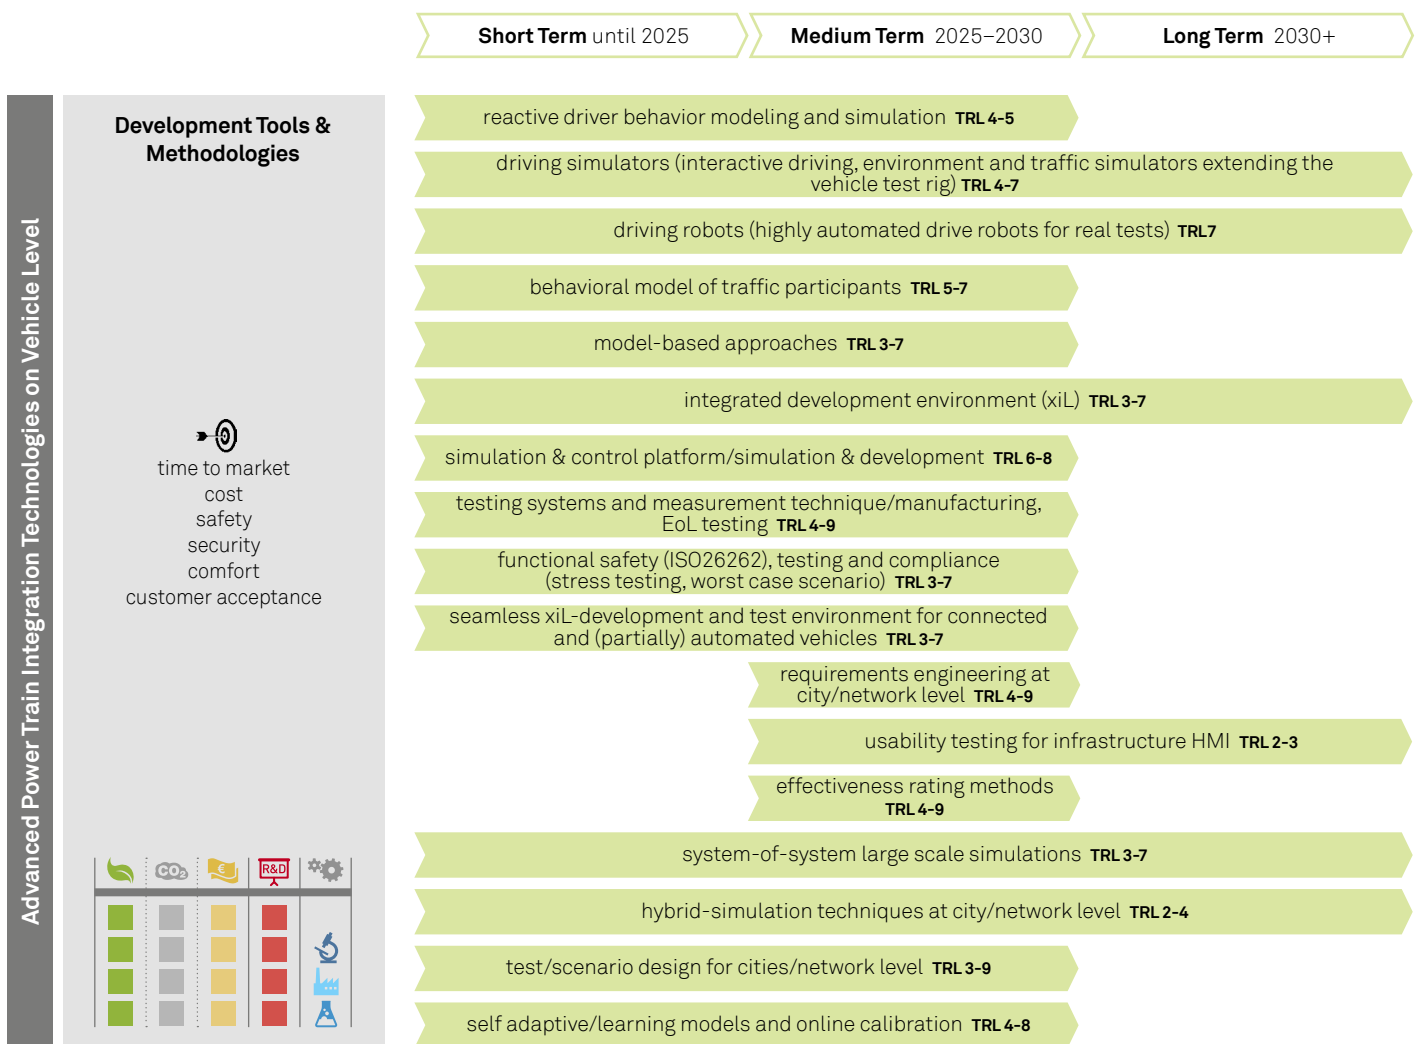 Short Term until 2025
Medium Term 2025–2030
Long Term 2030+
Advanced Power Train Integration Technologies on Vehicle Level
Development Tools &
Methodologies
time to market
cost
safety
security
comfort
customer acceptance
CO2
€
R&D
reactive driver behavior modeling and simulation TRL 4-5
driving simulators (interactive driving, environment and traffic simulators extending the
vehicle test rig) TRL 4-7
driving robots (highly automated drive robots for real tests) TRL7
behavioral model of traffic participants TRL 5-7
model-based approaches TRL 3-7
integrated development environment (xiL) TRL 3-7
simulation & control platform/simulation & development TRL 6-8
testing systems and measurement technique/manufacturing,
EoL testing TRL 4-9
functional safety (ISO26262), testing and compliance
(stress testing, worst case scenario) TRL 3-7
seamless xiL-development and test environment for connected
and (partially) automated vehicles TRL 3-7
requirements engineering at
city/network level TRL 4-9
usability testing for infrastructure HMI TRL 2-3
effectiveness rating methods
TRL 4-9
system-of-system large scale simulations TRL 3-7
hybrid-simulation techniques at city/network level TRL 2-4
test/scenario design for cities/network level TRL 3-9
self adaptive/learning models and online calibration TRL 4-8